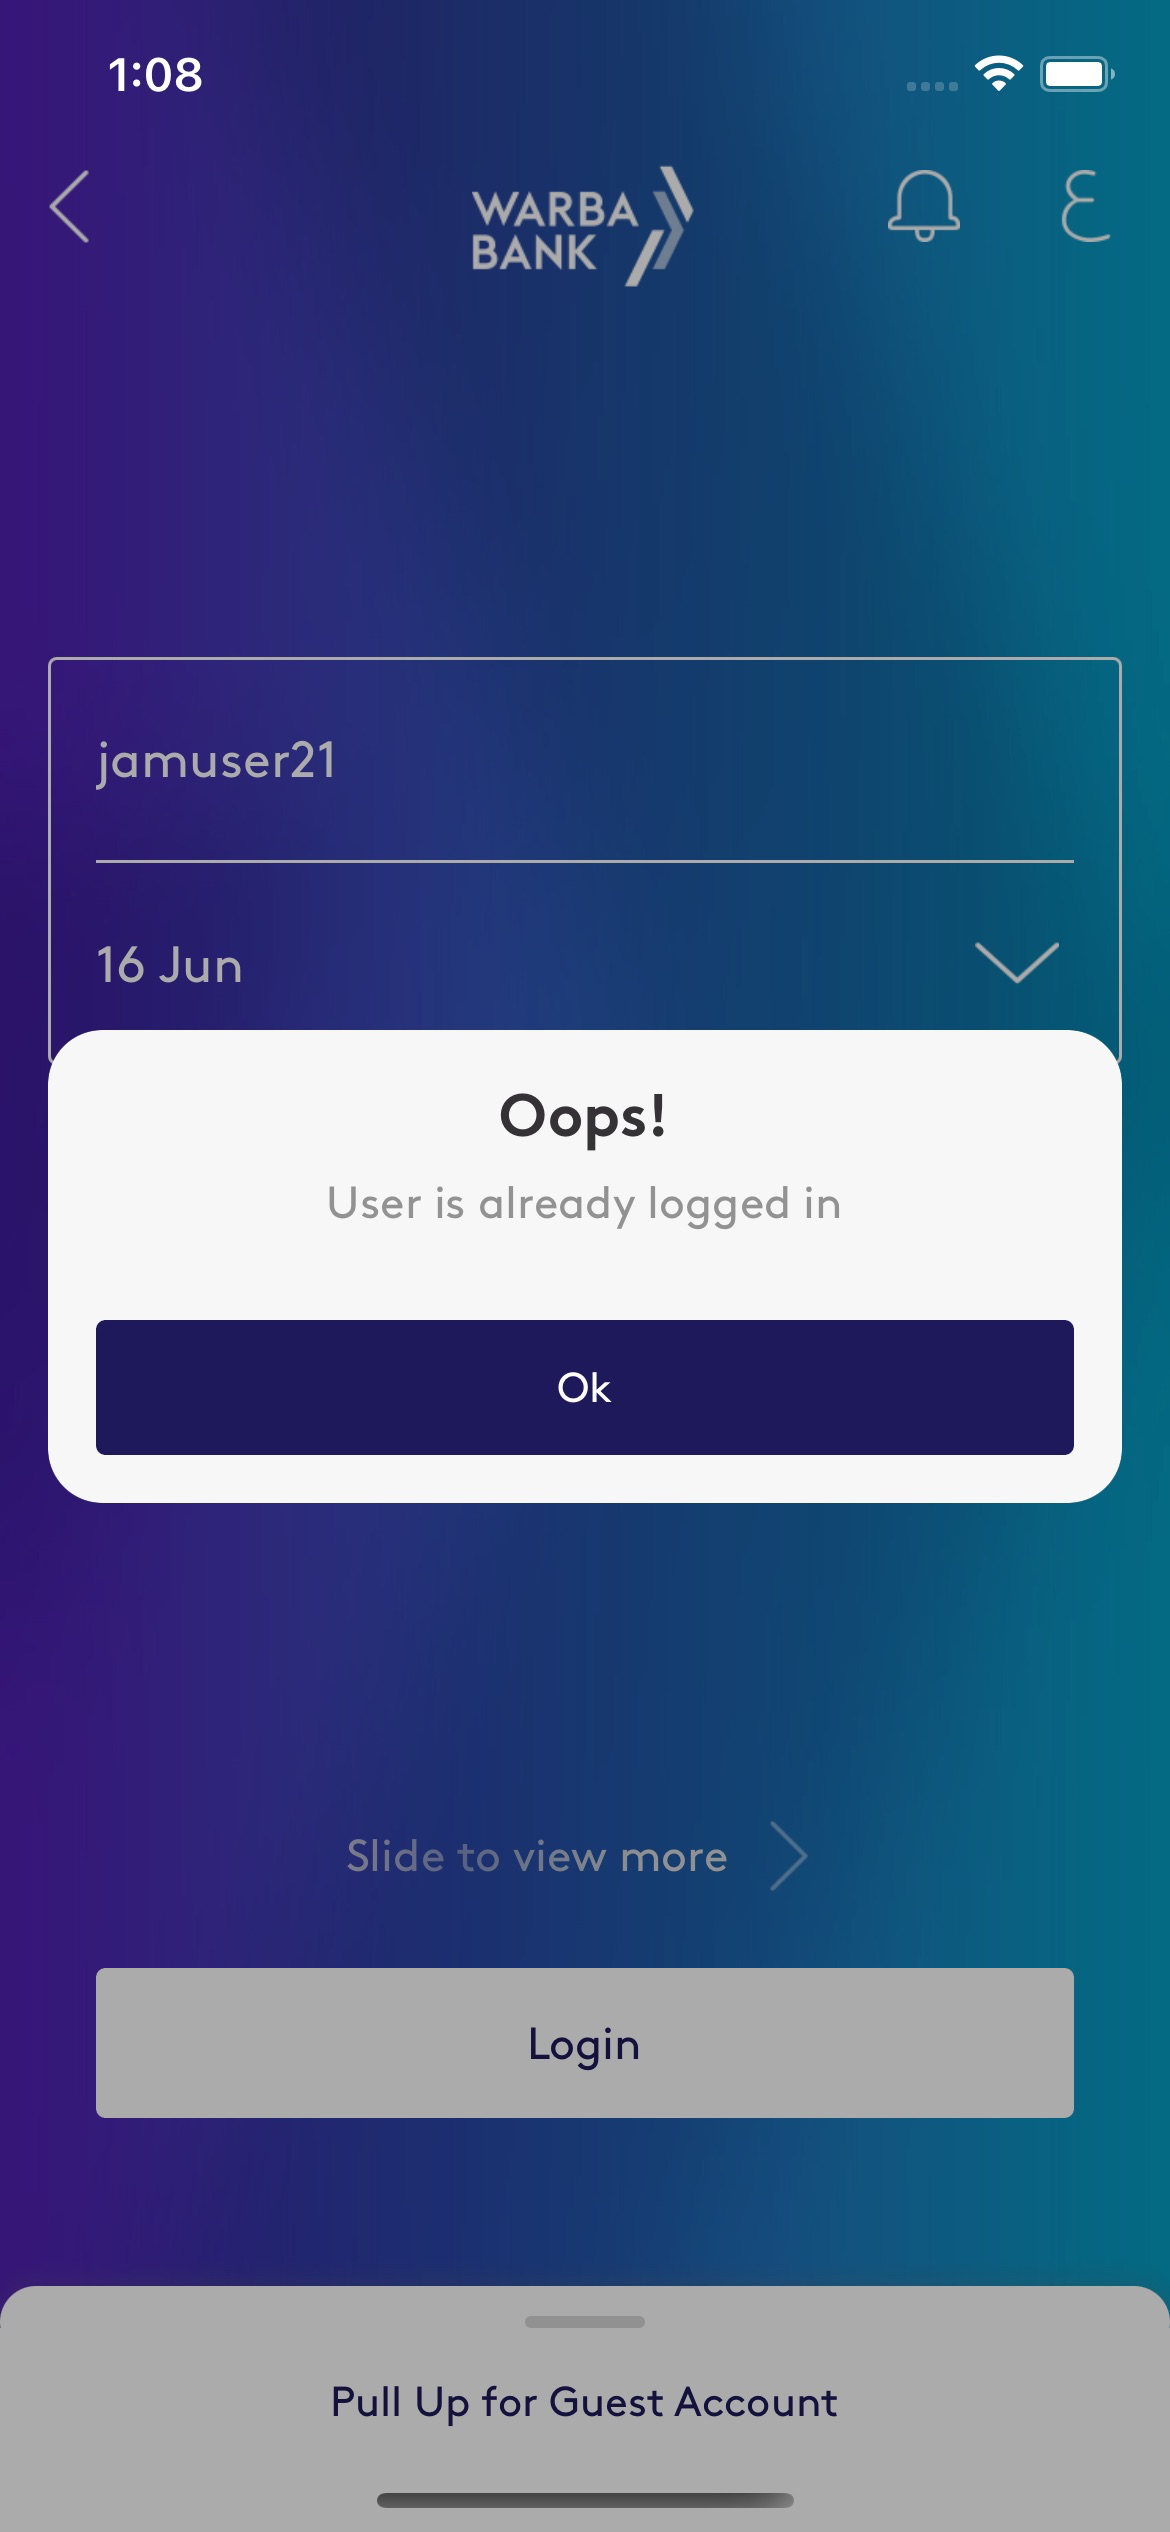 1:08
WARBA
BANK
ع
jamuser21
16 Jun
Oops!
User is already logged in
Ok
Slide to view more
Login
Pull Up for Guest Account